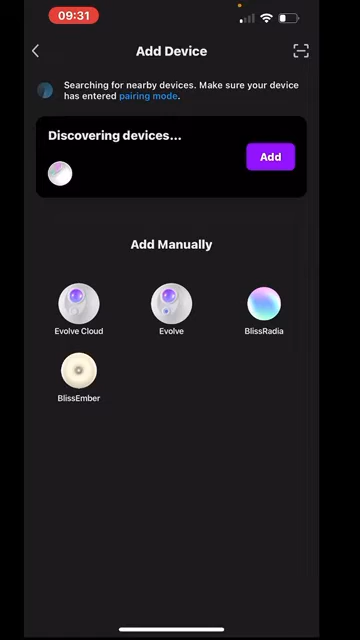 09:31
Add Device
Searching for nearby devices. Make sure your device
has entered pairing mode.
Discovering devices...
Add
Add Manually
Evolve Cloud
Evolve
BlissRadia
BlissEmber